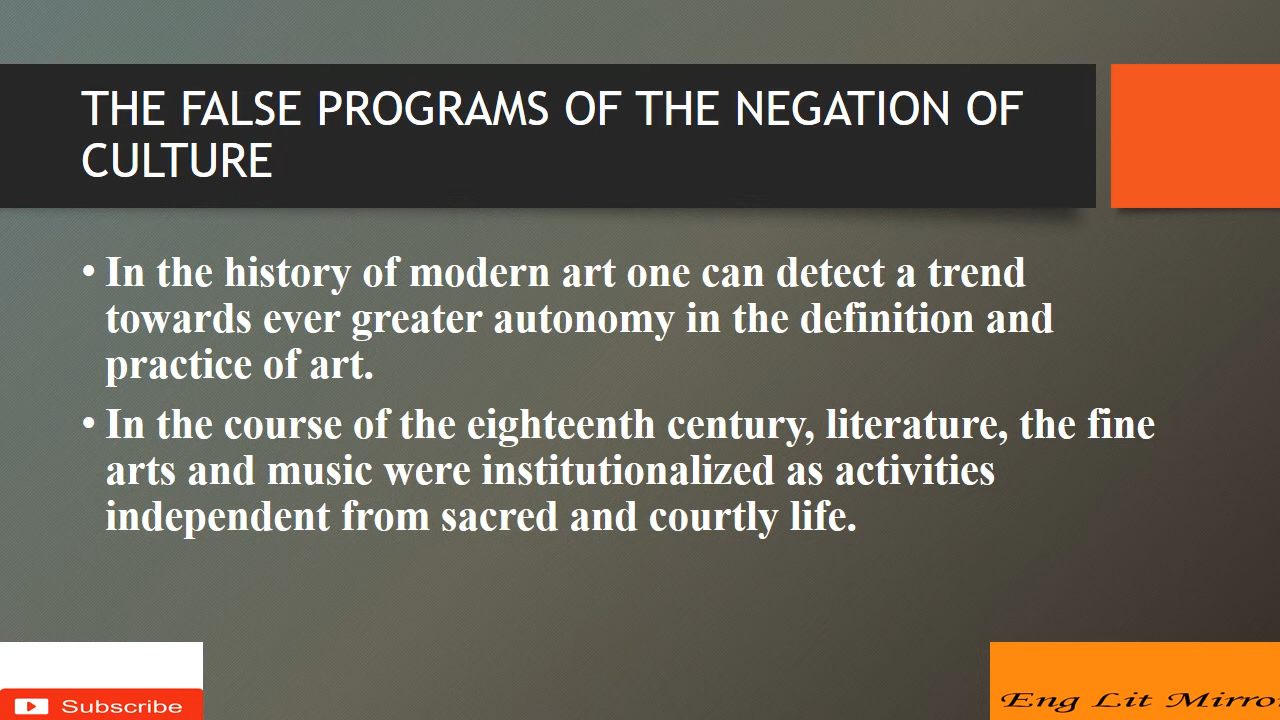 THE FALSE PROGRAMS OF THE NEGATION OF
CULTURE
• In the history of modern art one can detect a trend
towards ever greater autonomy in the definition and
practice of art.
• In the course of the eighteenth century, literature, the fine
arts and music were institutionalized as activities
independent from sacred and courtly life.
Subscribe
Eng Lit Mirror